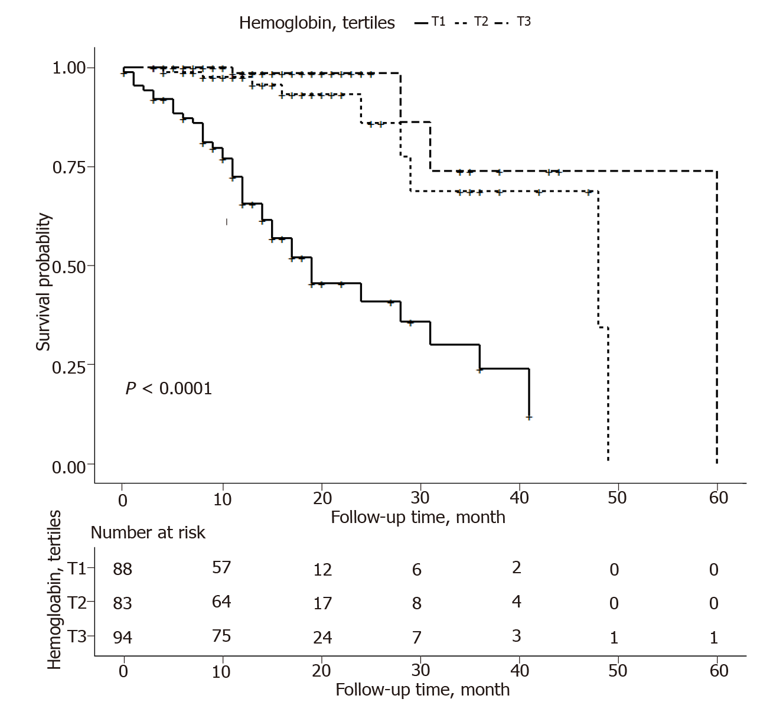 Hemoglobin, tertiles T1 T2 T3
1.00
0.75
0.50
0.25
0.00
Survival probablity
P < 0.0001
0 10 20 30 40 50 60
Follow-up time, month
Number at risk
Hemogloabin, tertiles
T1 88 57 12 6 2 0 0
T2 83 64 17 8 4 0 0
T3 94 75 24 7 3 1 1
0 10 20 30 40 50 60
Follow-up time, month